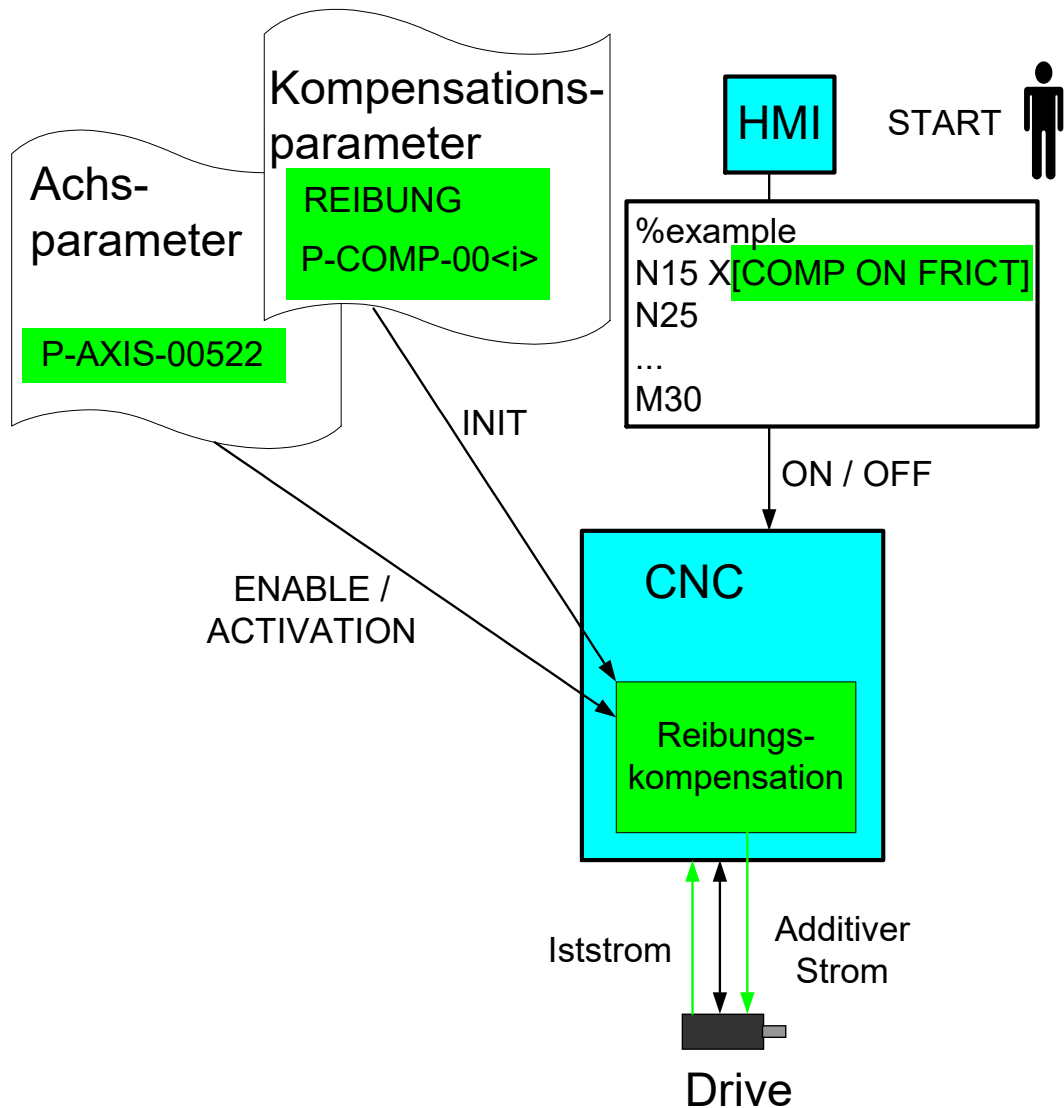 Kompensations-
parameter
REIBUNG
P-COMP-00<i>
Achs-
parameter
P-AXIS-00522
HMI
START
%example
N15 X[COMP ON FRICT]
N25
...
M30
INIT
ON / OFF
ENABLE /
ACTIVATION
CNC
Reibungs-
kompensation
Iststrom
Additiver
Strom
Drive